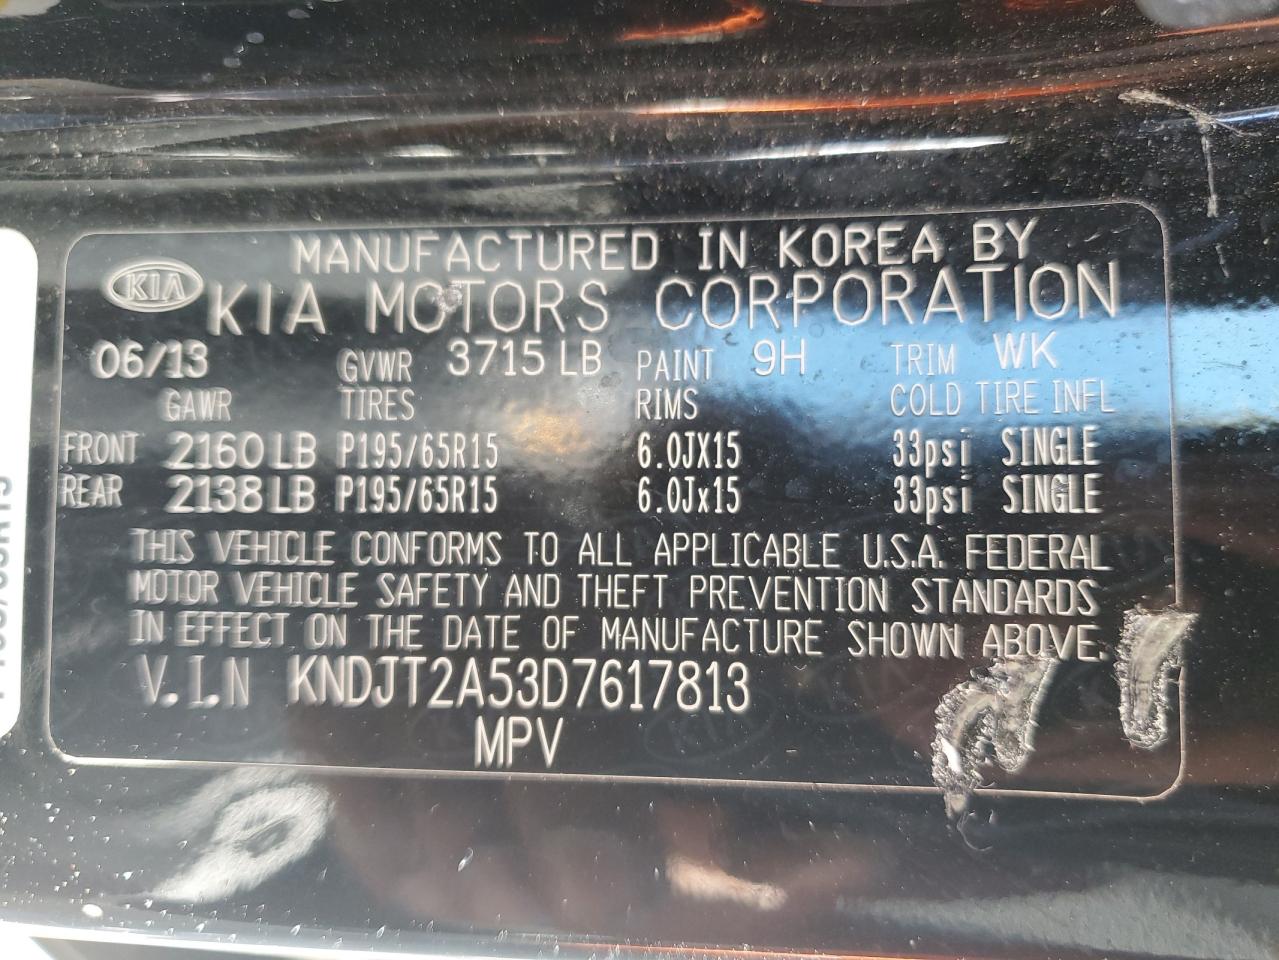 MANUFACTURED IN KOREA BY
KIA KIA MOTORS CORPORATION
06/13 GVWR 3715 LB PAINT 9H TRIM WK
GAWR TIRES RIMS COLD TIRE INFL
FRONT 2160 LB P195/65R15 6.0JX15 33psi SINGLE
REAR 2138 LB P195/65R15 6.0Jx15 33psi SINGLE
THIS VEHICLE CONFORMS TO ALL APPLICABLE U.S.A. FEDERAL
MOTOR VEHICLE SAFETY AND THEFT PREVENTION STANDARDS
IN EFFECT ON THE DATE OF MANUFACTURE SHOWN ABOVE.
V.I.N KNDJT2A53D7617813
MPV